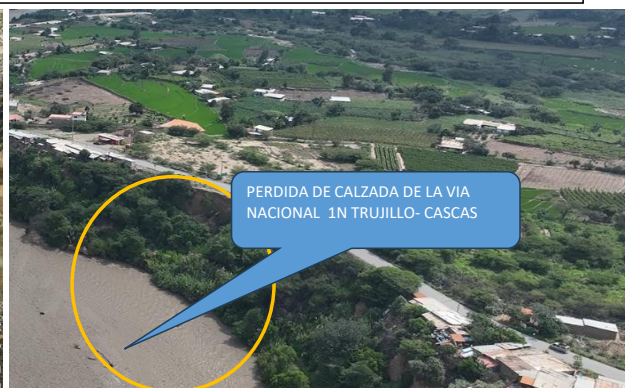 PERDIDA DE CALZADA DE LA VIA
NACIONAL 1N TRUJILLO- CASCAS